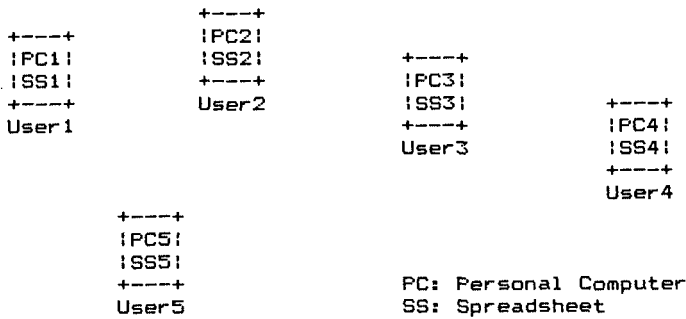 +---+
+---+
|PC1|
|SS1|
+---+
User1
|PC2|
|SS2|
+---+
User2
+---+
|PC3|
|SS3|
+---+
User3
+---+
|PC4|
|SS4|
+---+
User4
+---+
|PC5|
|SS5|
+---+
User5
PC: Personal Computer
SS: Spreadsheet